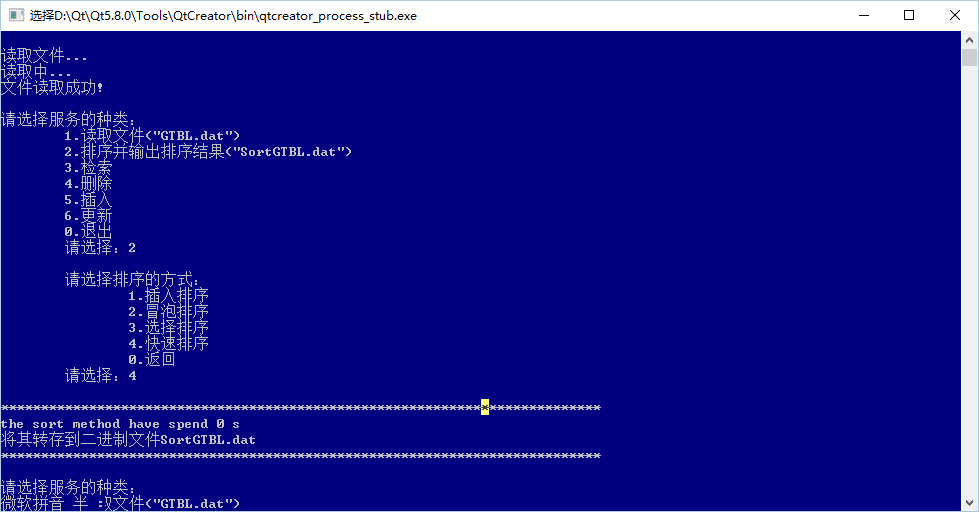 选择D:\Qt\Qt5.8.0\Tools\QtCreator\bin\qtcreator_process_stub.exe
读取文件...
读取中...
文件读取成功!
请选择服务的种类:
1.读取文件("GTBL.dat")
2.排序并输出排序结果("SortGTBL.dat")
3.检索
4.删除
5.插入
6.更新
0.退出
请选择: 2
请选择排序的方式:
1.插入排序
2.冒泡排序
3.选择排序
4.快速排序
0.返回
请选择: 4
***************************************************************************
the sort method have spend 0 s
将其转存到二进制文件SortGTBL.dat
***************************************************************************
请选择服务的种类:
微软拼音 半 :取文件("GTBL.dat")